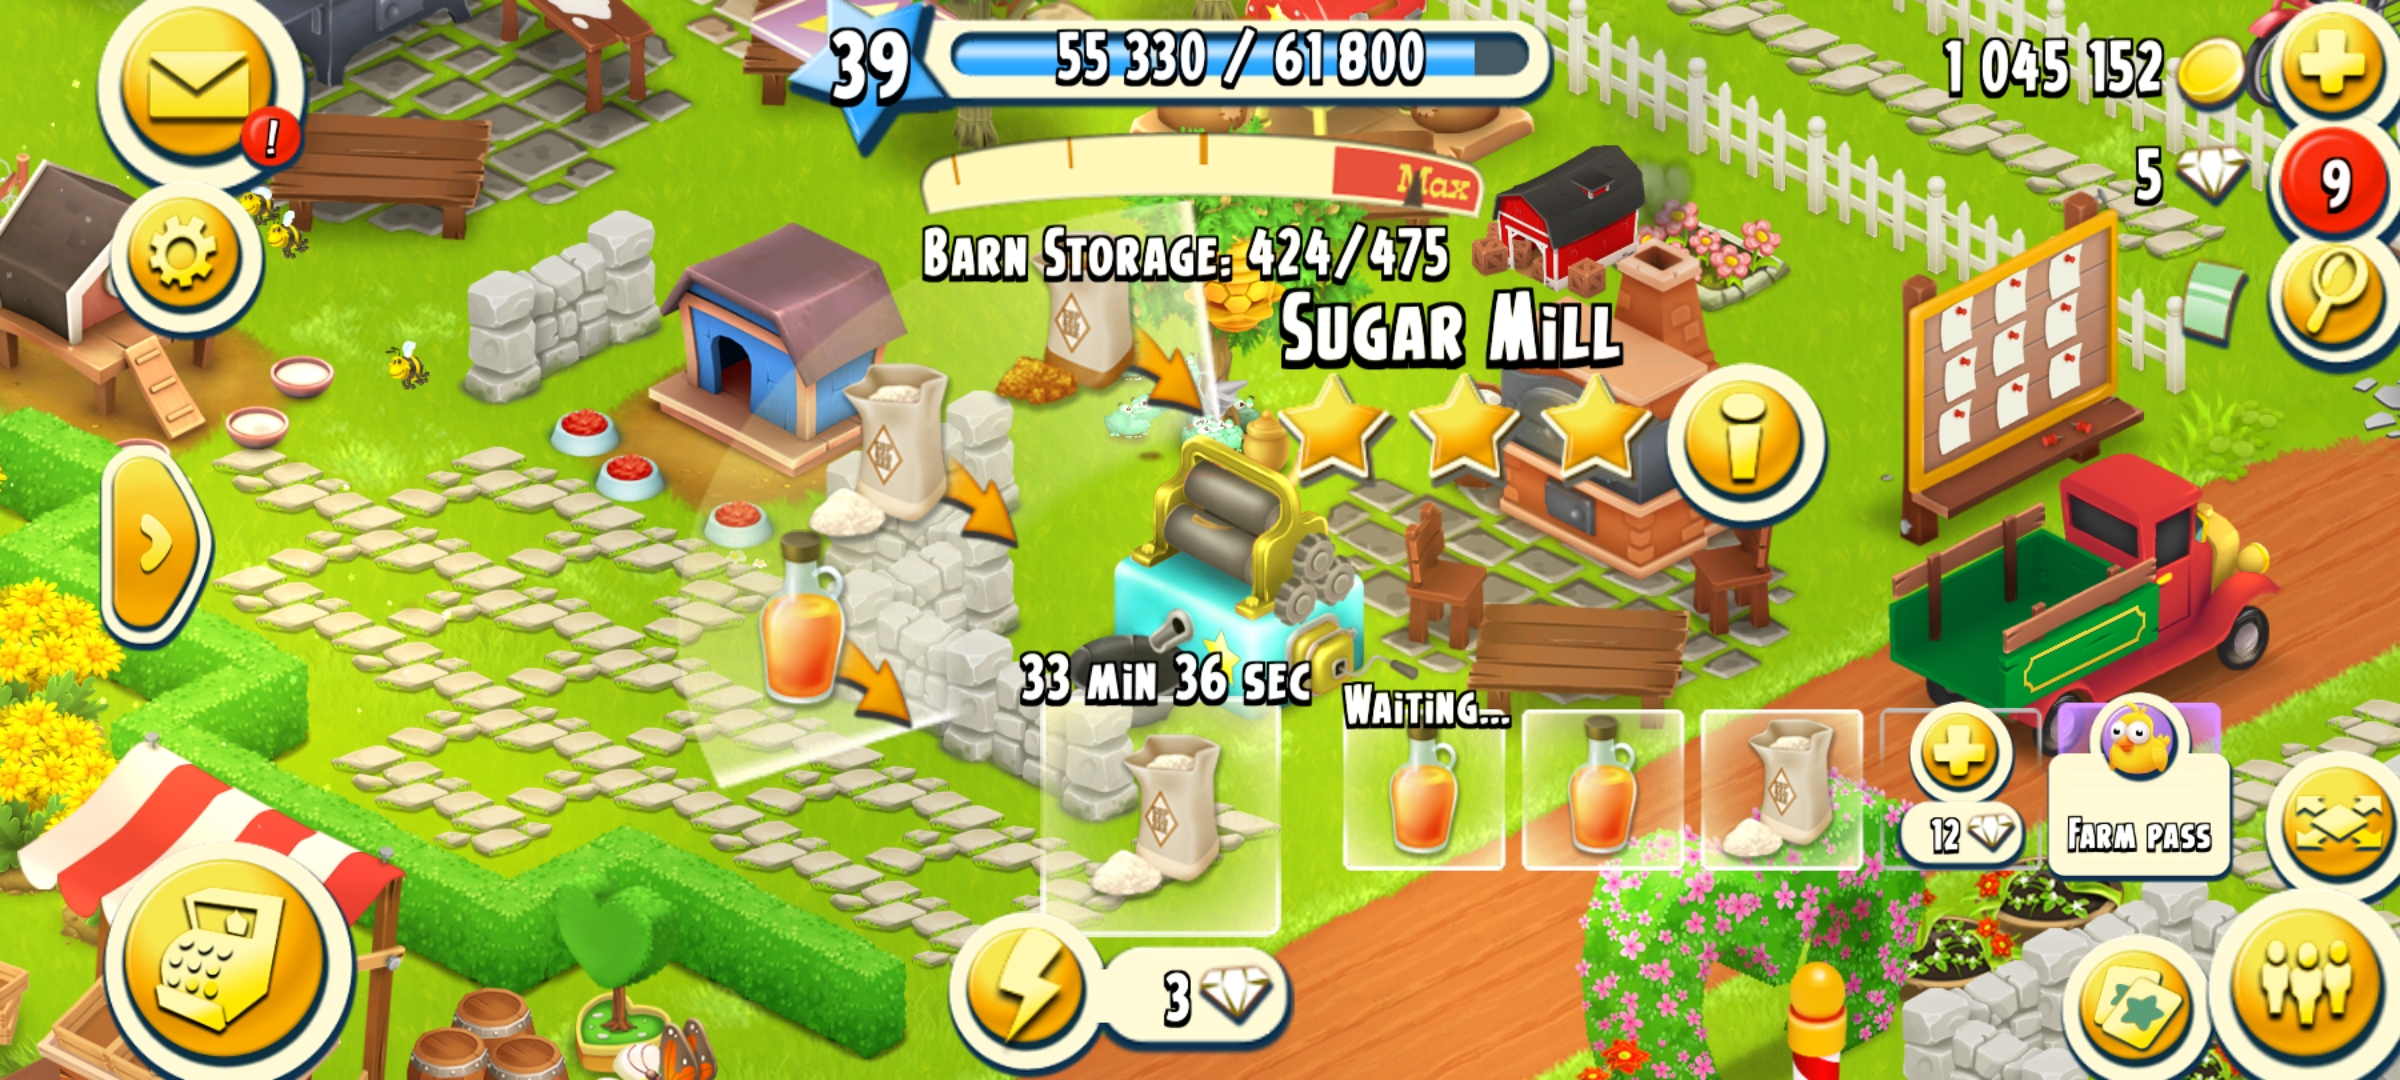 39
55 330 / 61 800
1 045 152
!
Max
5
9
BARN STORAGE: 424/475
SUGAR MILL
33 MIN 36 SEC
WAITING...
12
FARM PASS
3